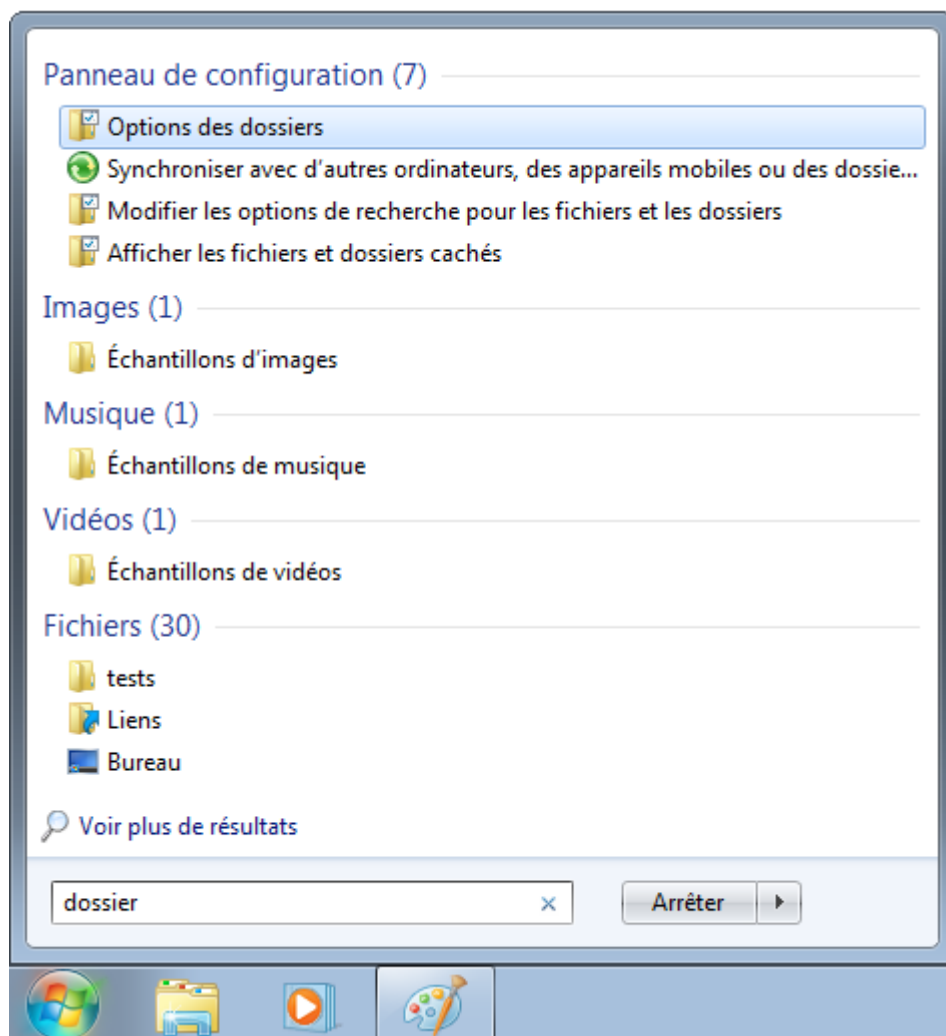 Panneau de configuration (7)
Options des dossiers
Synchroniser avec d'autres ordinateurs, des appareils mobiles ou des dossie...
Modifier les options de recherche pour les fichiers et les dossiers
Afficher les fichiers et dossiers cachés
Images (1)
Échantillons d'images
Musique (1)
Échantillons de musique
Vidéos (1)
Échantillons de vidéos
Fichiers (30)
tests
Liens
Bureau
Voir plus de résultats
dossier
Arrêter